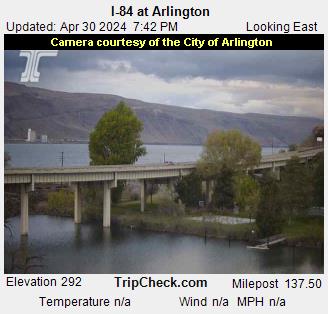 I-84 at Arlington
Updated: Apr 30 2024 7:42 PM Looking East
Camera courtesy of the City of Arlington
Elevation 292 TripCheck.com Milepost 137.50
Temperature n/a Wind n/a MPH n/a